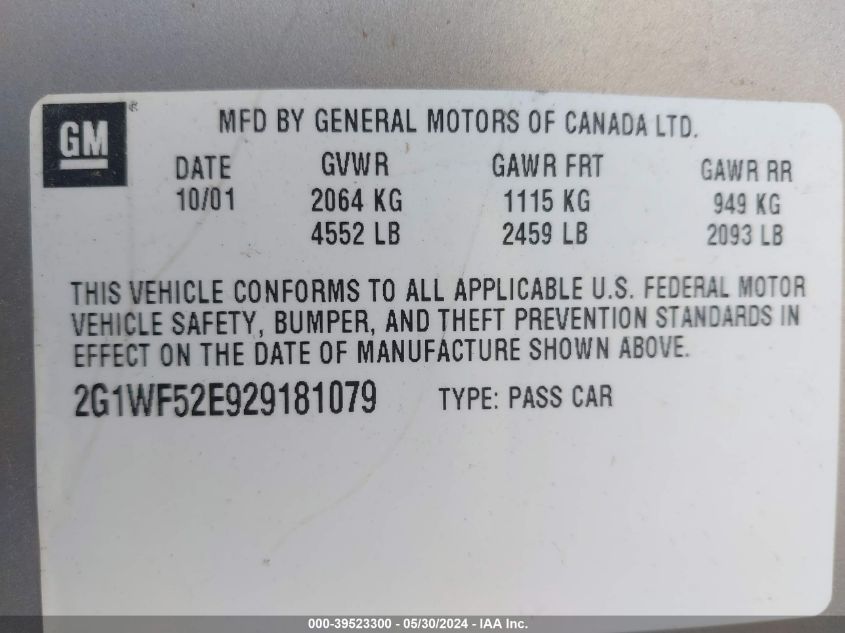 GM ®
MFD BY GENERAL MOTORS OF CANADA LTD.
DATE GVWR GAWR FRT GAWR RR
10/01 2064 KG 1115 KG 949 KG
4552 LB 2459 LB 2093 LB
THIS VEHICLE CONFORMS TO ALL APPLICABLE U.S. FEDERAL MOTOR
VEHICLE SAFETY, BUMPER, AND THEFT PREVENTION STANDARDS IN
EFFECT ON THE DATE OF MANUFACTURE SHOWN ABOVE.
2G1WF52E929181079 TYPE: PASS CAR
000-39523300 - 05/30/2024 - IAA Inc.